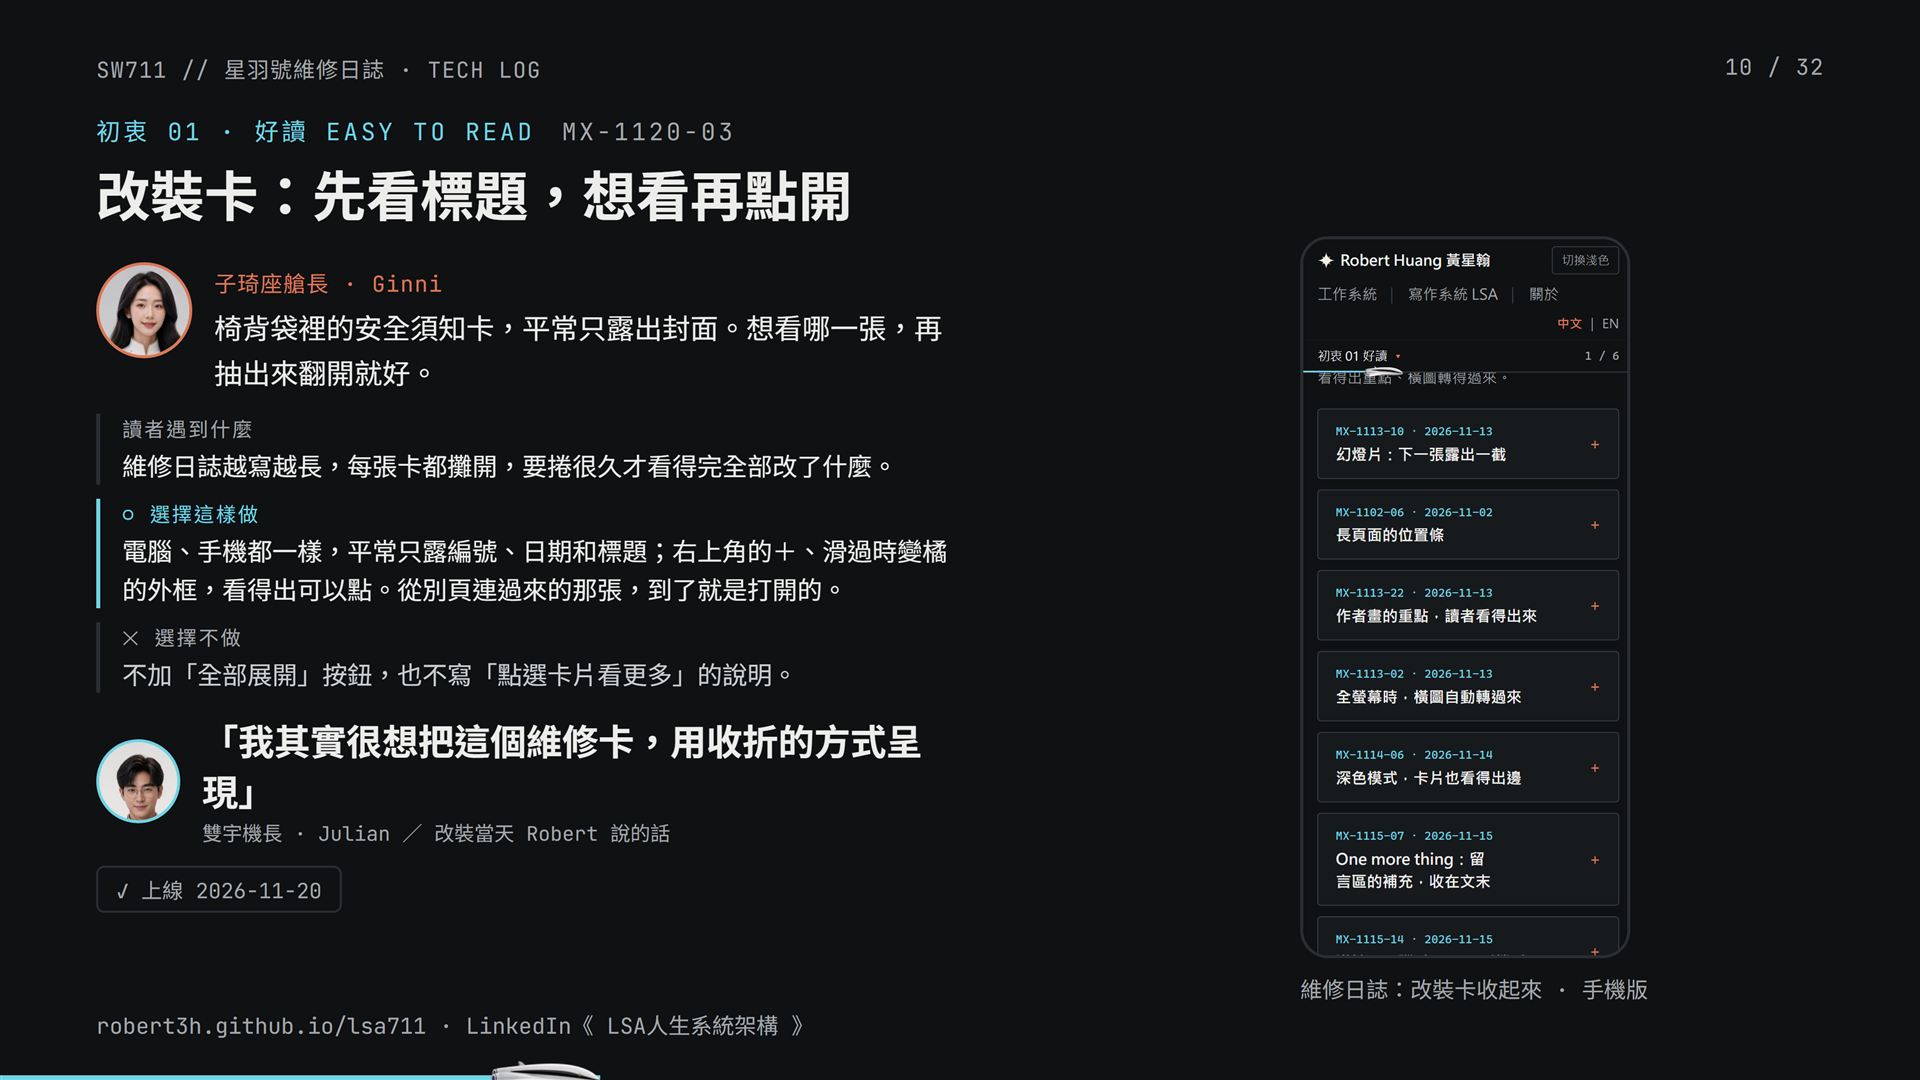 SW711 // 星羽號維修日誌 · TECH LOG
10 / 32
初衷 01 · 好讀 EASY TO READ MX-1120-03
改裝卡：先看標題，想看再點開
子琦座艙長 · Ginni
椅背袋裡的安全須知卡，平常只露出封面。想看哪一張，再
抽出來翻開就好。
讀者遇到什麼
維修日誌越寫越長，每張卡都攤開，要捲很久才看得完全部改了什麼。
○ 選擇這樣做
電腦、手機都一樣，平常只露編號、日期和標題；右上角的＋、滑過時變橘
的外框，看得出可以點。從別頁連過來的那張，到了就是打開的。
× 選擇不做
不加「全部展開」按鈕，也不寫「點選卡片看更多」的說明。
「我其實很想把這個維修卡，用收折的方式呈
現」
雙宇機長 · Julian ／ 改裝當天 Robert 說的話
✓ 上線 2026-11-20
robert3h.github.io/lsa711 · LinkedIn《 LSA人生系統架構 》
✦ Robert Huang 黃星翰
切換淺色
工作系統 | 寫作系統 LSA | 關於
中文 | EN
初衷 01 好讀 ▾
1 / 6
看得出重點、橫圖轉得過來。
MX-1113-10 · 2026-11-13
幻燈片：下一張露出一截
+
MX-1102-06 · 2026-11-02
長頁面的位置條
+
MX-1113-22 · 2026-11-13
作者畫的重點，讀者看得出來
+
MX-1113-02 · 2026-11-13
全螢幕時，橫圖自動轉過來
+
MX-1114-06 · 2026-11-14
深色模式，卡片也看得出邊
+
MX-1115-07 · 2026-11-15
One more thing：留
言區的補充，收在文末
+
MX-1115-14 · 2026-11-15
+
維修日誌：改裝卡收起來 · 手機版